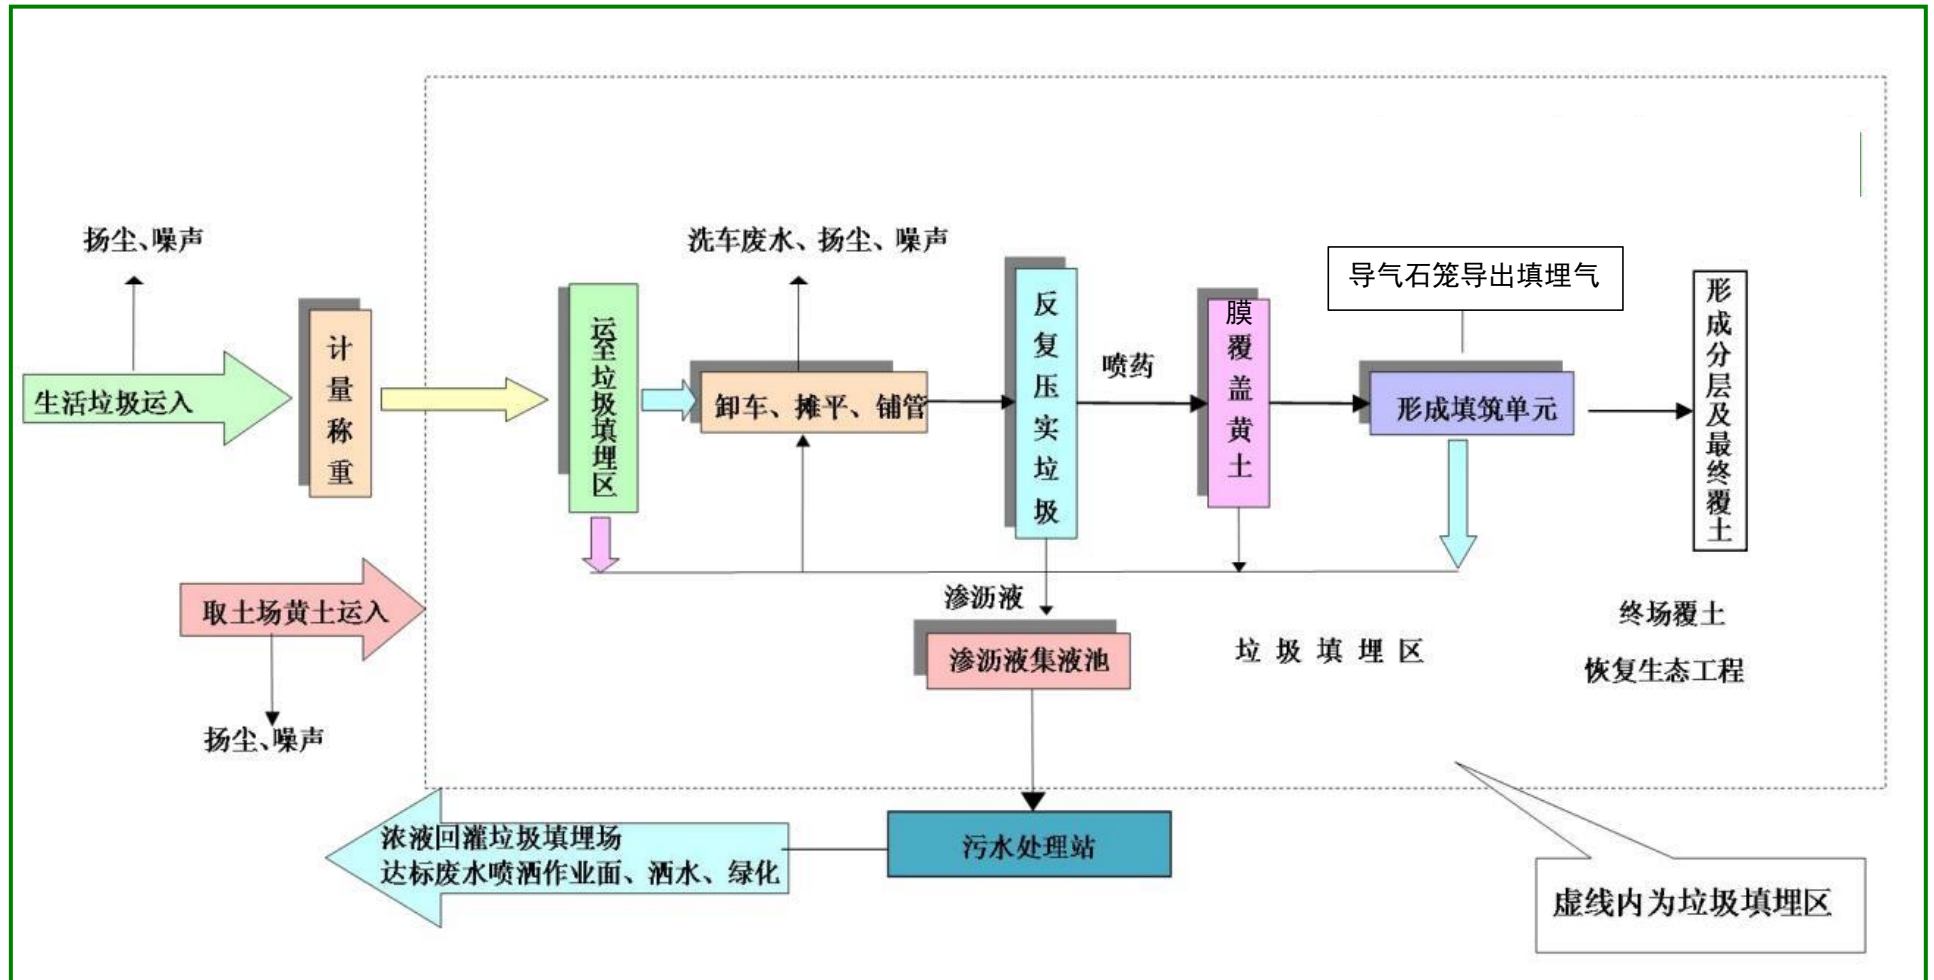 扬尘、噪声
洗车废水、扬尘、噪声
导气石笼导出填埋气
生活垃圾运入
计量称重
运至垃圾填埋区
卸车、摊平、铺管
反复压实垃圾
喷药
膜覆盖黄土
形成填筑单元
形成分层及最终覆土
取土场黄土运入
扬尘、噪声
渗沥液
渗沥液集液池
垃圾填埋区
终场覆土
恢复生态工程
浓液回灌垃圾填埋场
达标废水喷洒作业面、洒水、绿化
污水处理站
虚线内为垃圾填埋区